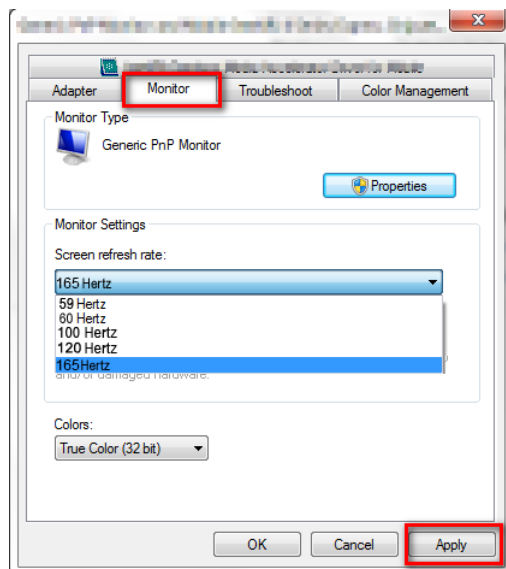 Adapter Monitor Troubleshoot Color Management
Monitor Type
Generic PnP Monitor
Properties
Monitor Settings
Screen refresh rate:
165 Hertz
59 Hertz
60 Hertz
100 Hertz
120 Hertz
165Hertz
and/or damaged hardware.
Colors:
True Color (32 bit)
OK Cancel Apply